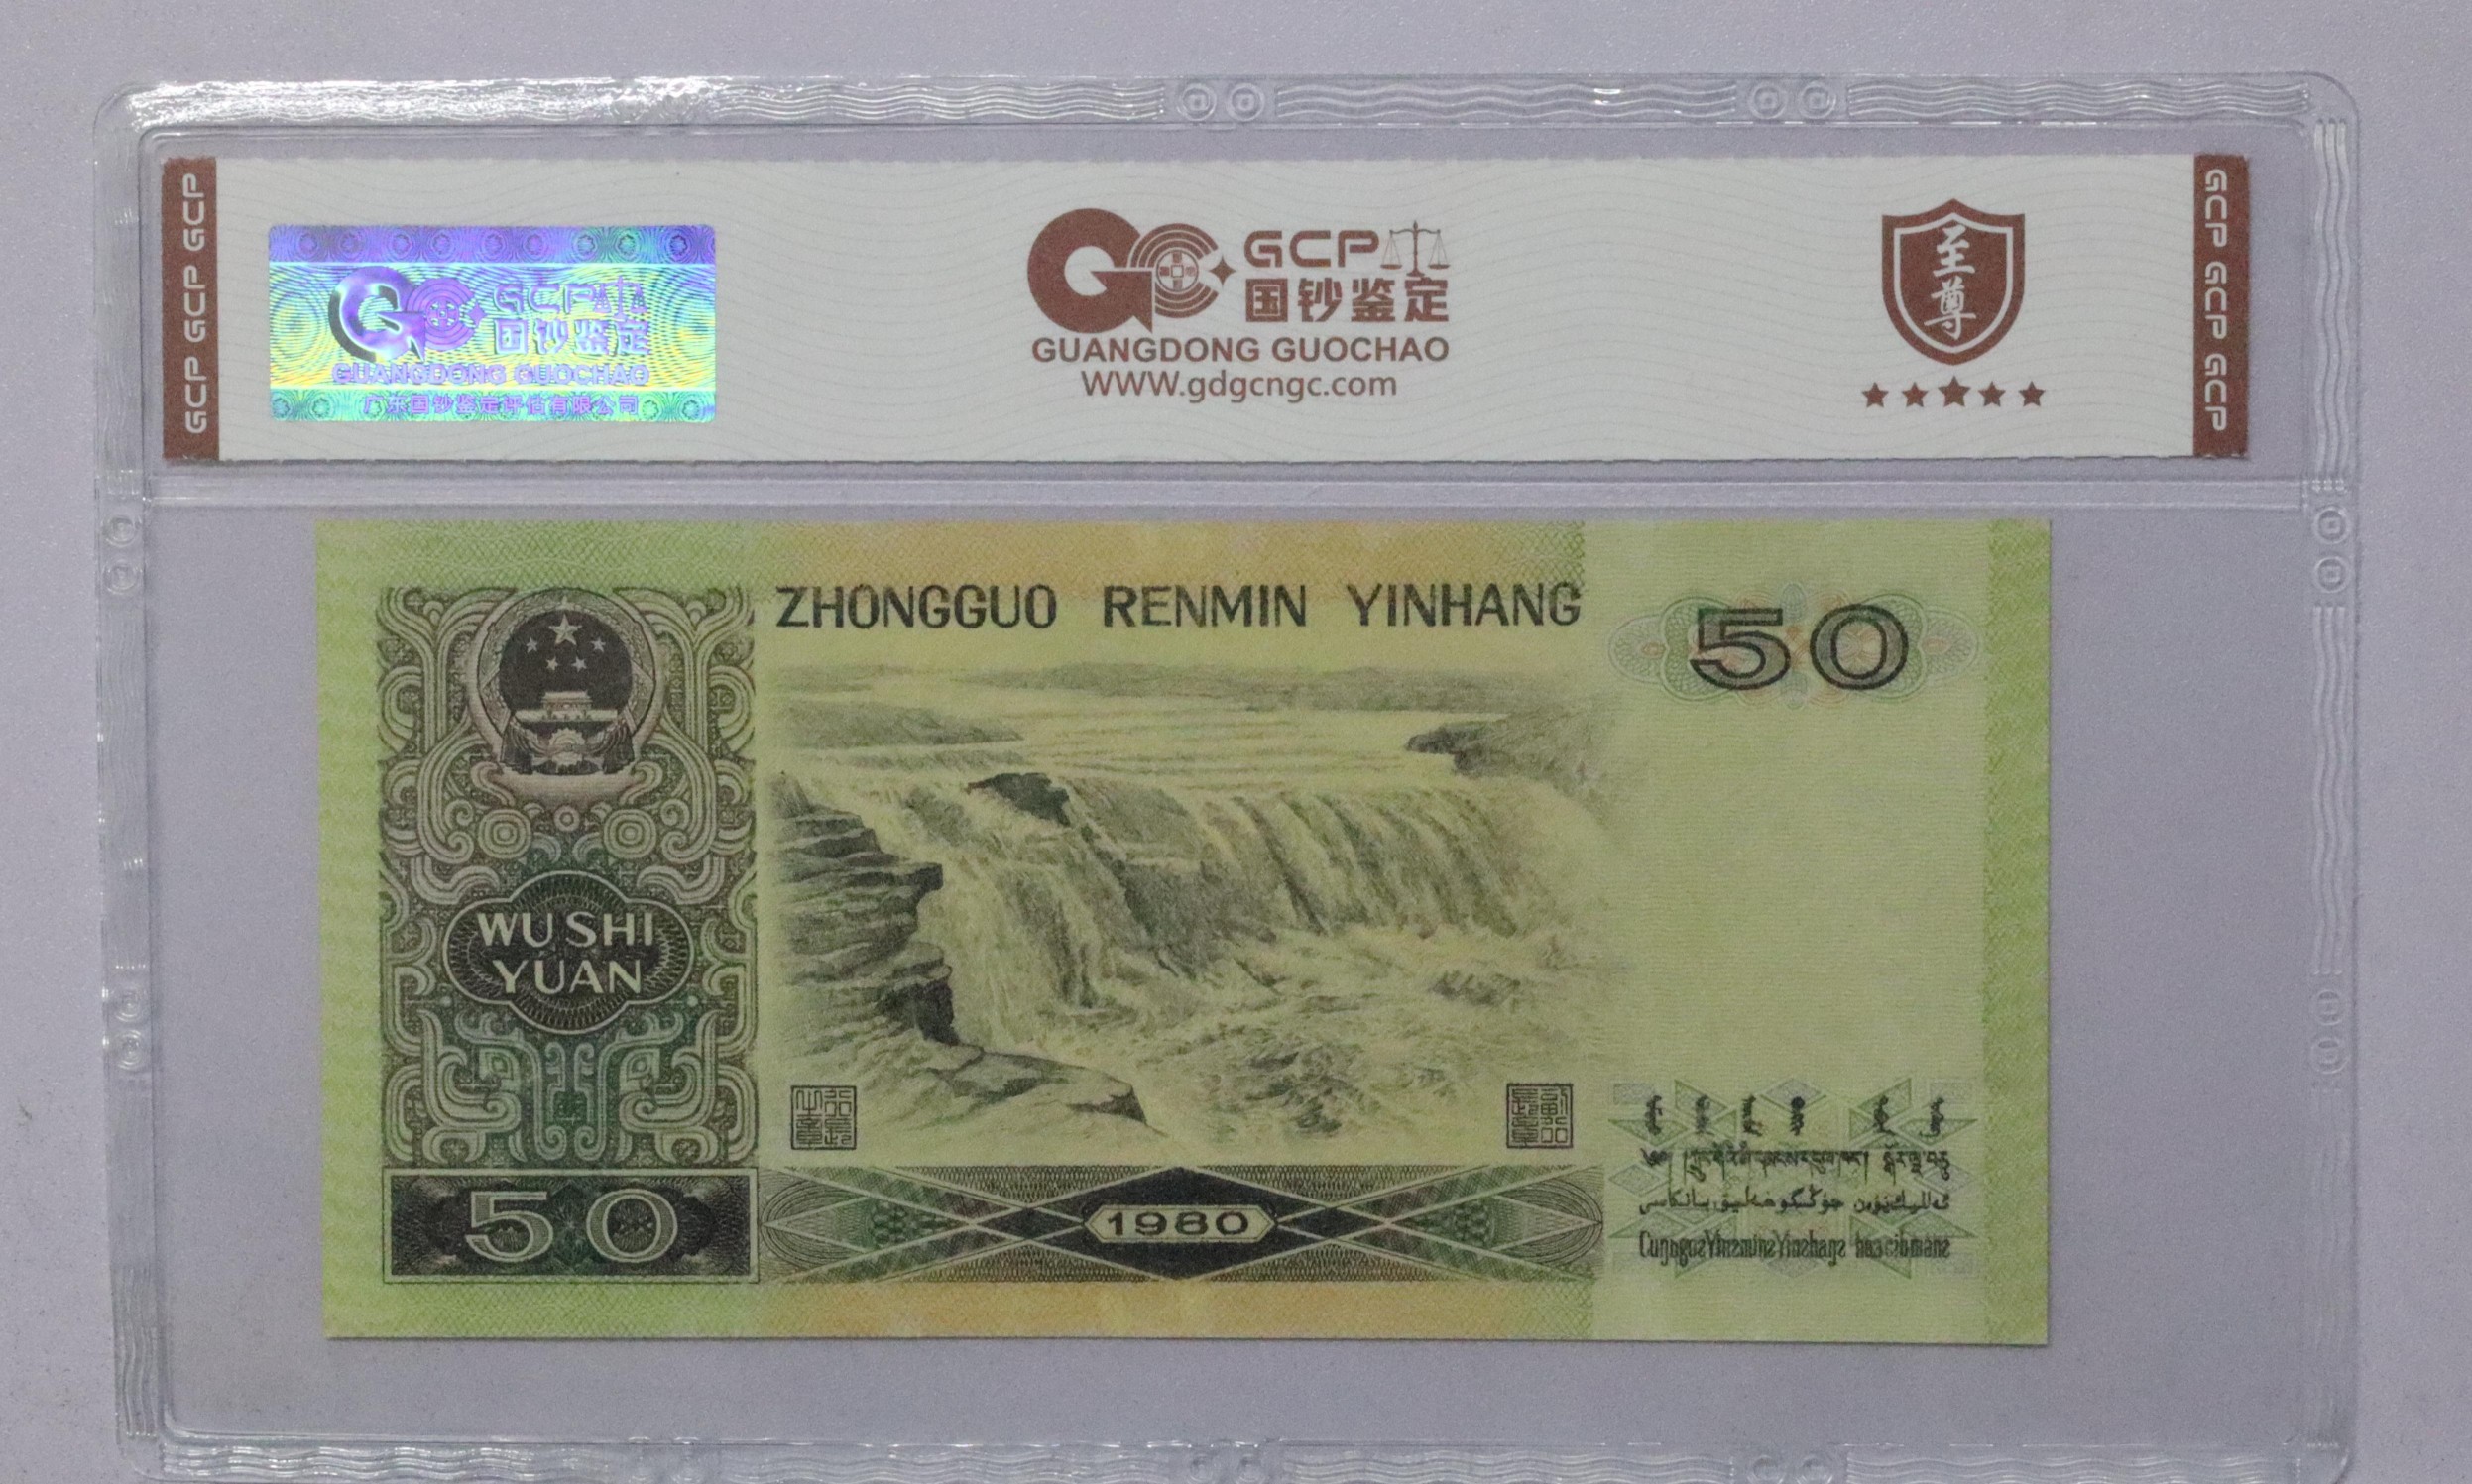 GCP GCP GCP
GCP
国钞鉴定
GUANGDONG GUOCHAO
广东国钞鉴定评估有限公司
GCP
国钞鉴定
GUANGDONG GUOCHAO
WWW.gdgcngc.com
至尊
GCP GCP GCP
ZHONGGUO RENMIN YINHANG
50
WU SHI
YUAN
50
1980